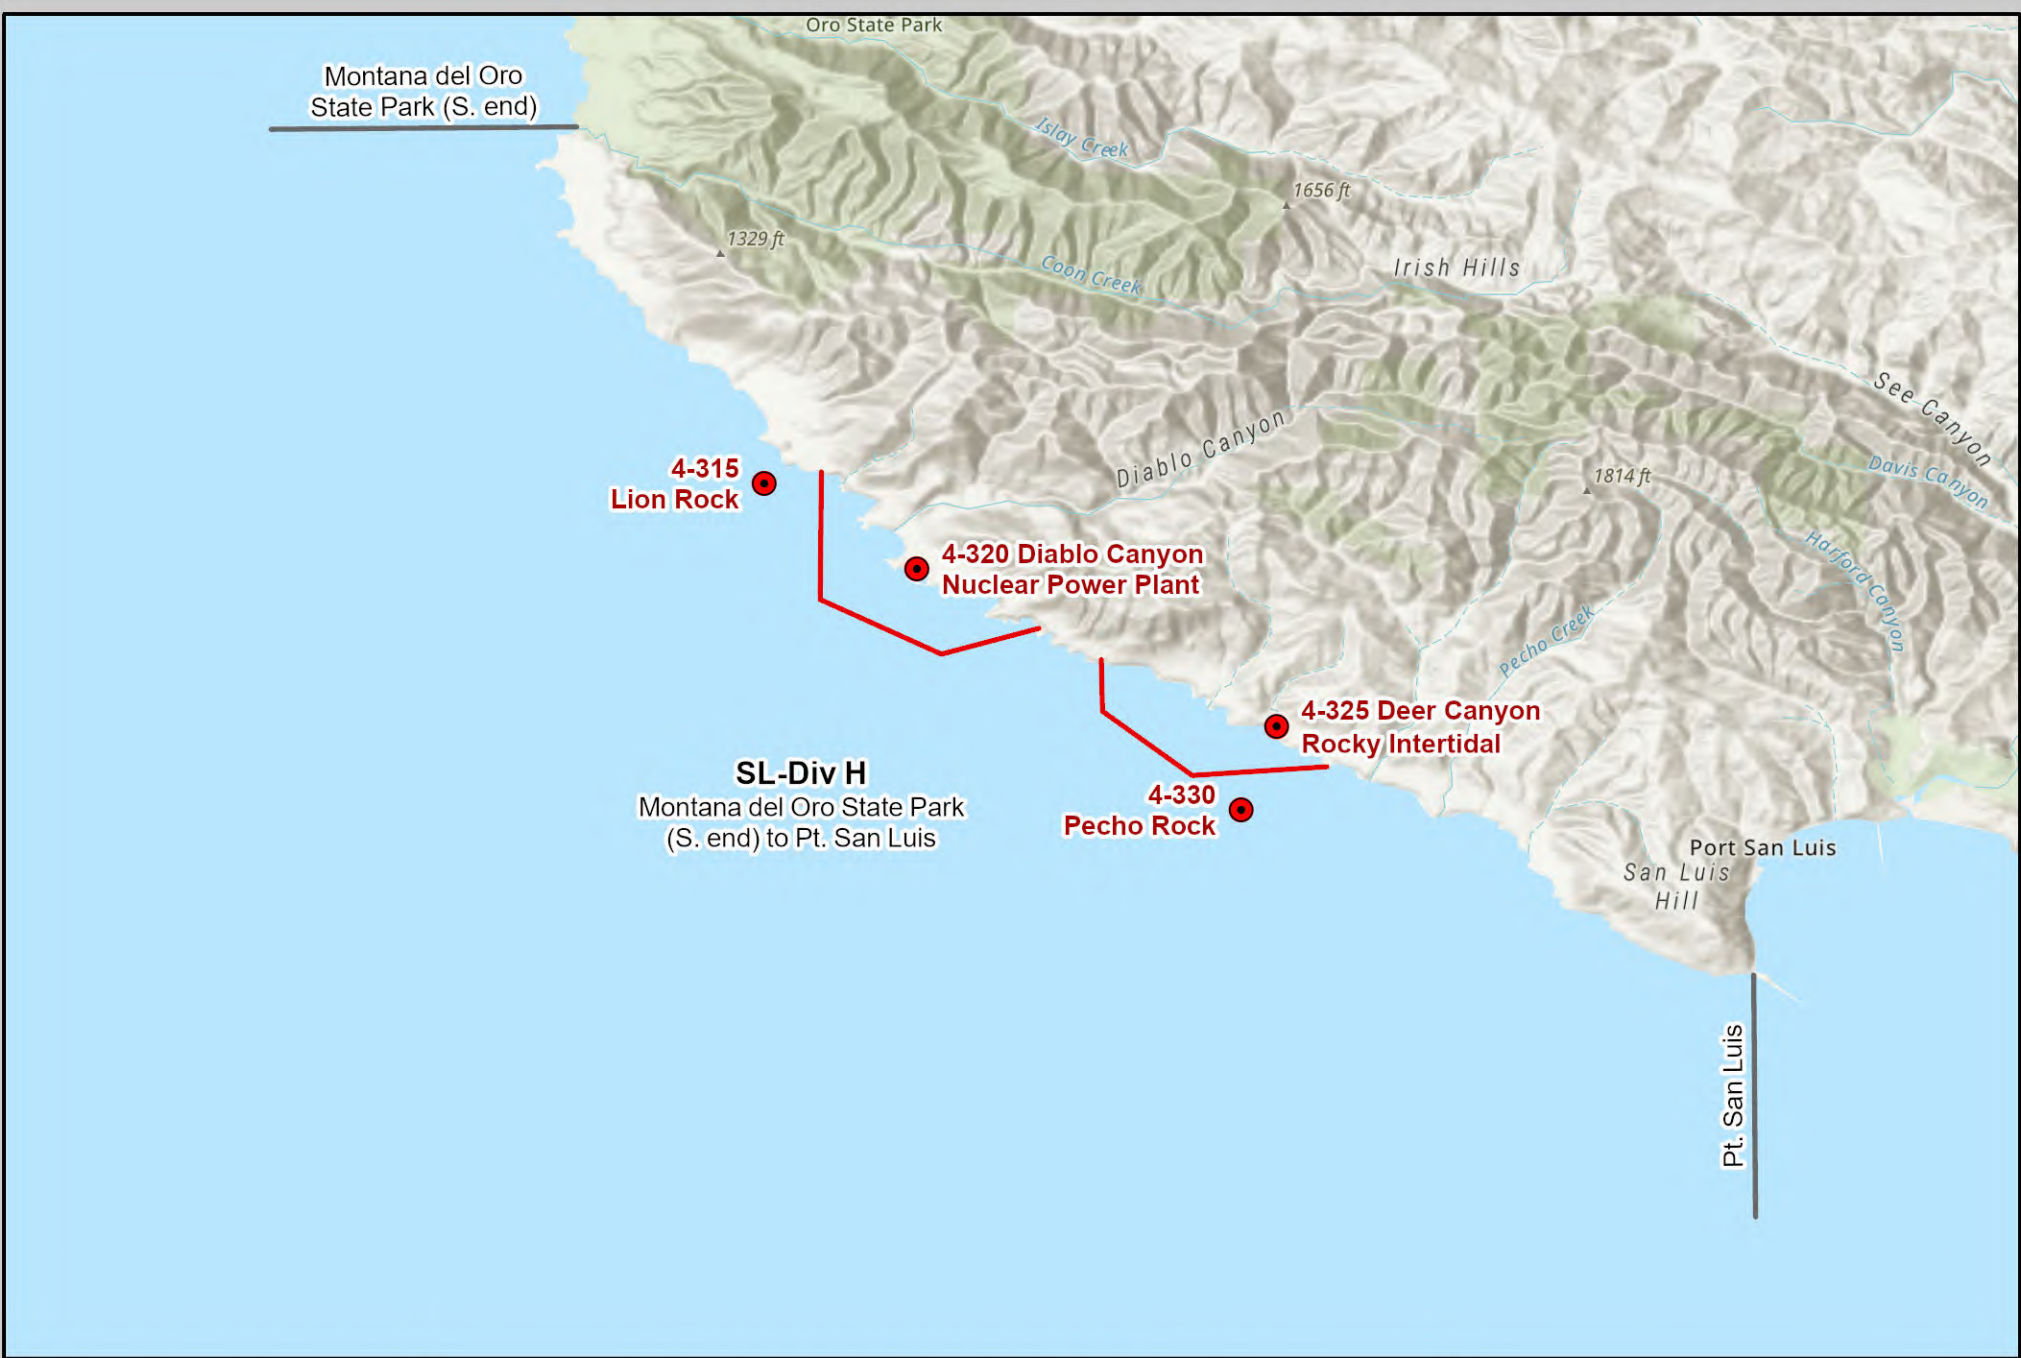 Oro State Park
Montana del Oro
State Park (S. end)
Islay Creek
1656 ft
1329 ft
Coon Creek
Irish Hills
See Canyon
Diablo Canyon
4-315
Lion Rock
Davis Canyon
1814 ft
4-320 Diablo Canyon
Nuclear Power Plant
Harford Canyon
Pecho Creek
4-325 Deer Canyon
Rocky Intertidal
SL-Div H
Montana del Oro State Park
(S. end) to Pt. San Luis
4-330
Pecho Rock
Port San Luis
San Luis
Hill
Pt. San Luis